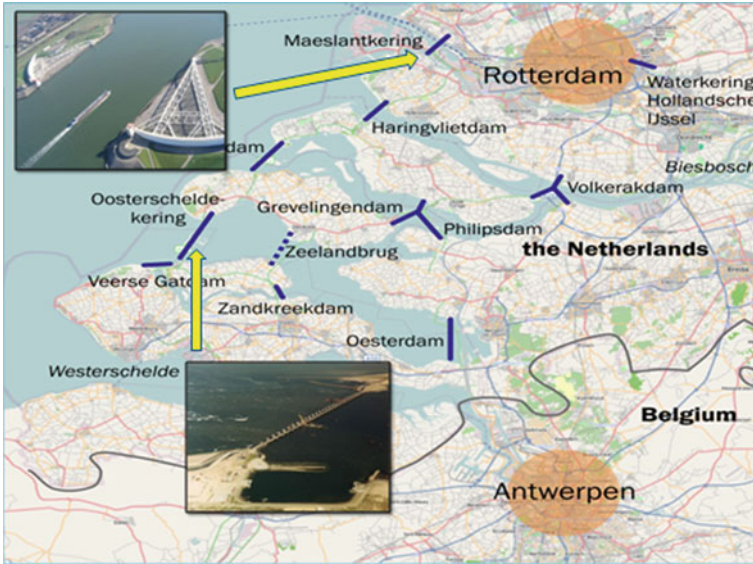 Maeslantkering
Rotterdam
Waterkering
Hollandsche
IJssel
Haringvlietdam
dam
Biesbosch
Oosterschelde-
kering
Grevelingendam
Volkerakdam
Philipsdam
Zeelandbrug
the Netherlands
Veerse Gatdam
Zandkreekdam
Oesterdam
Westerschelde
Belgium
Antwerpen